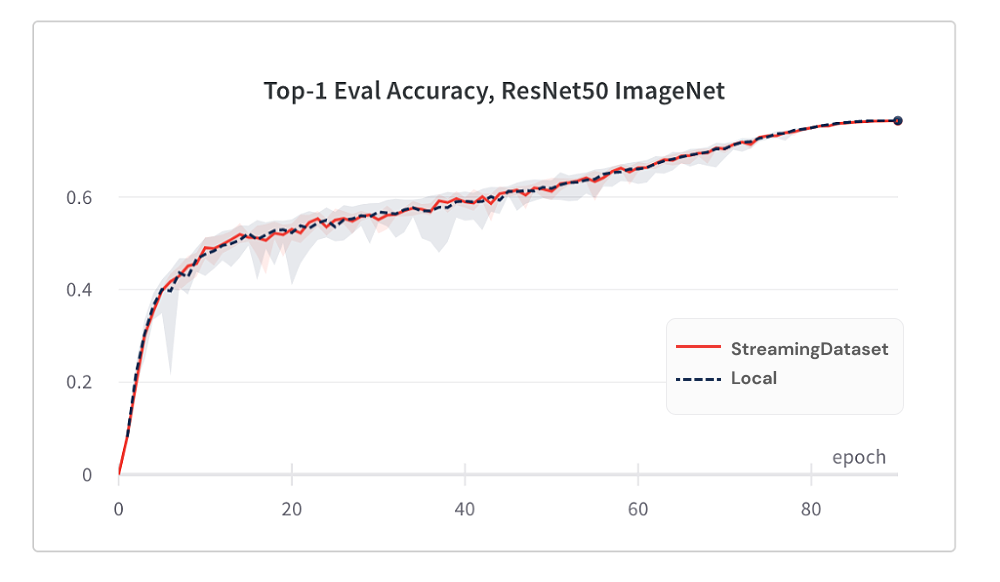 Top-1 Eval Accuracy, ResNet50 ImageNet
0.6
0.4
0.2
0
StreamingDataset
Local
epoch
0 20 40 60 80